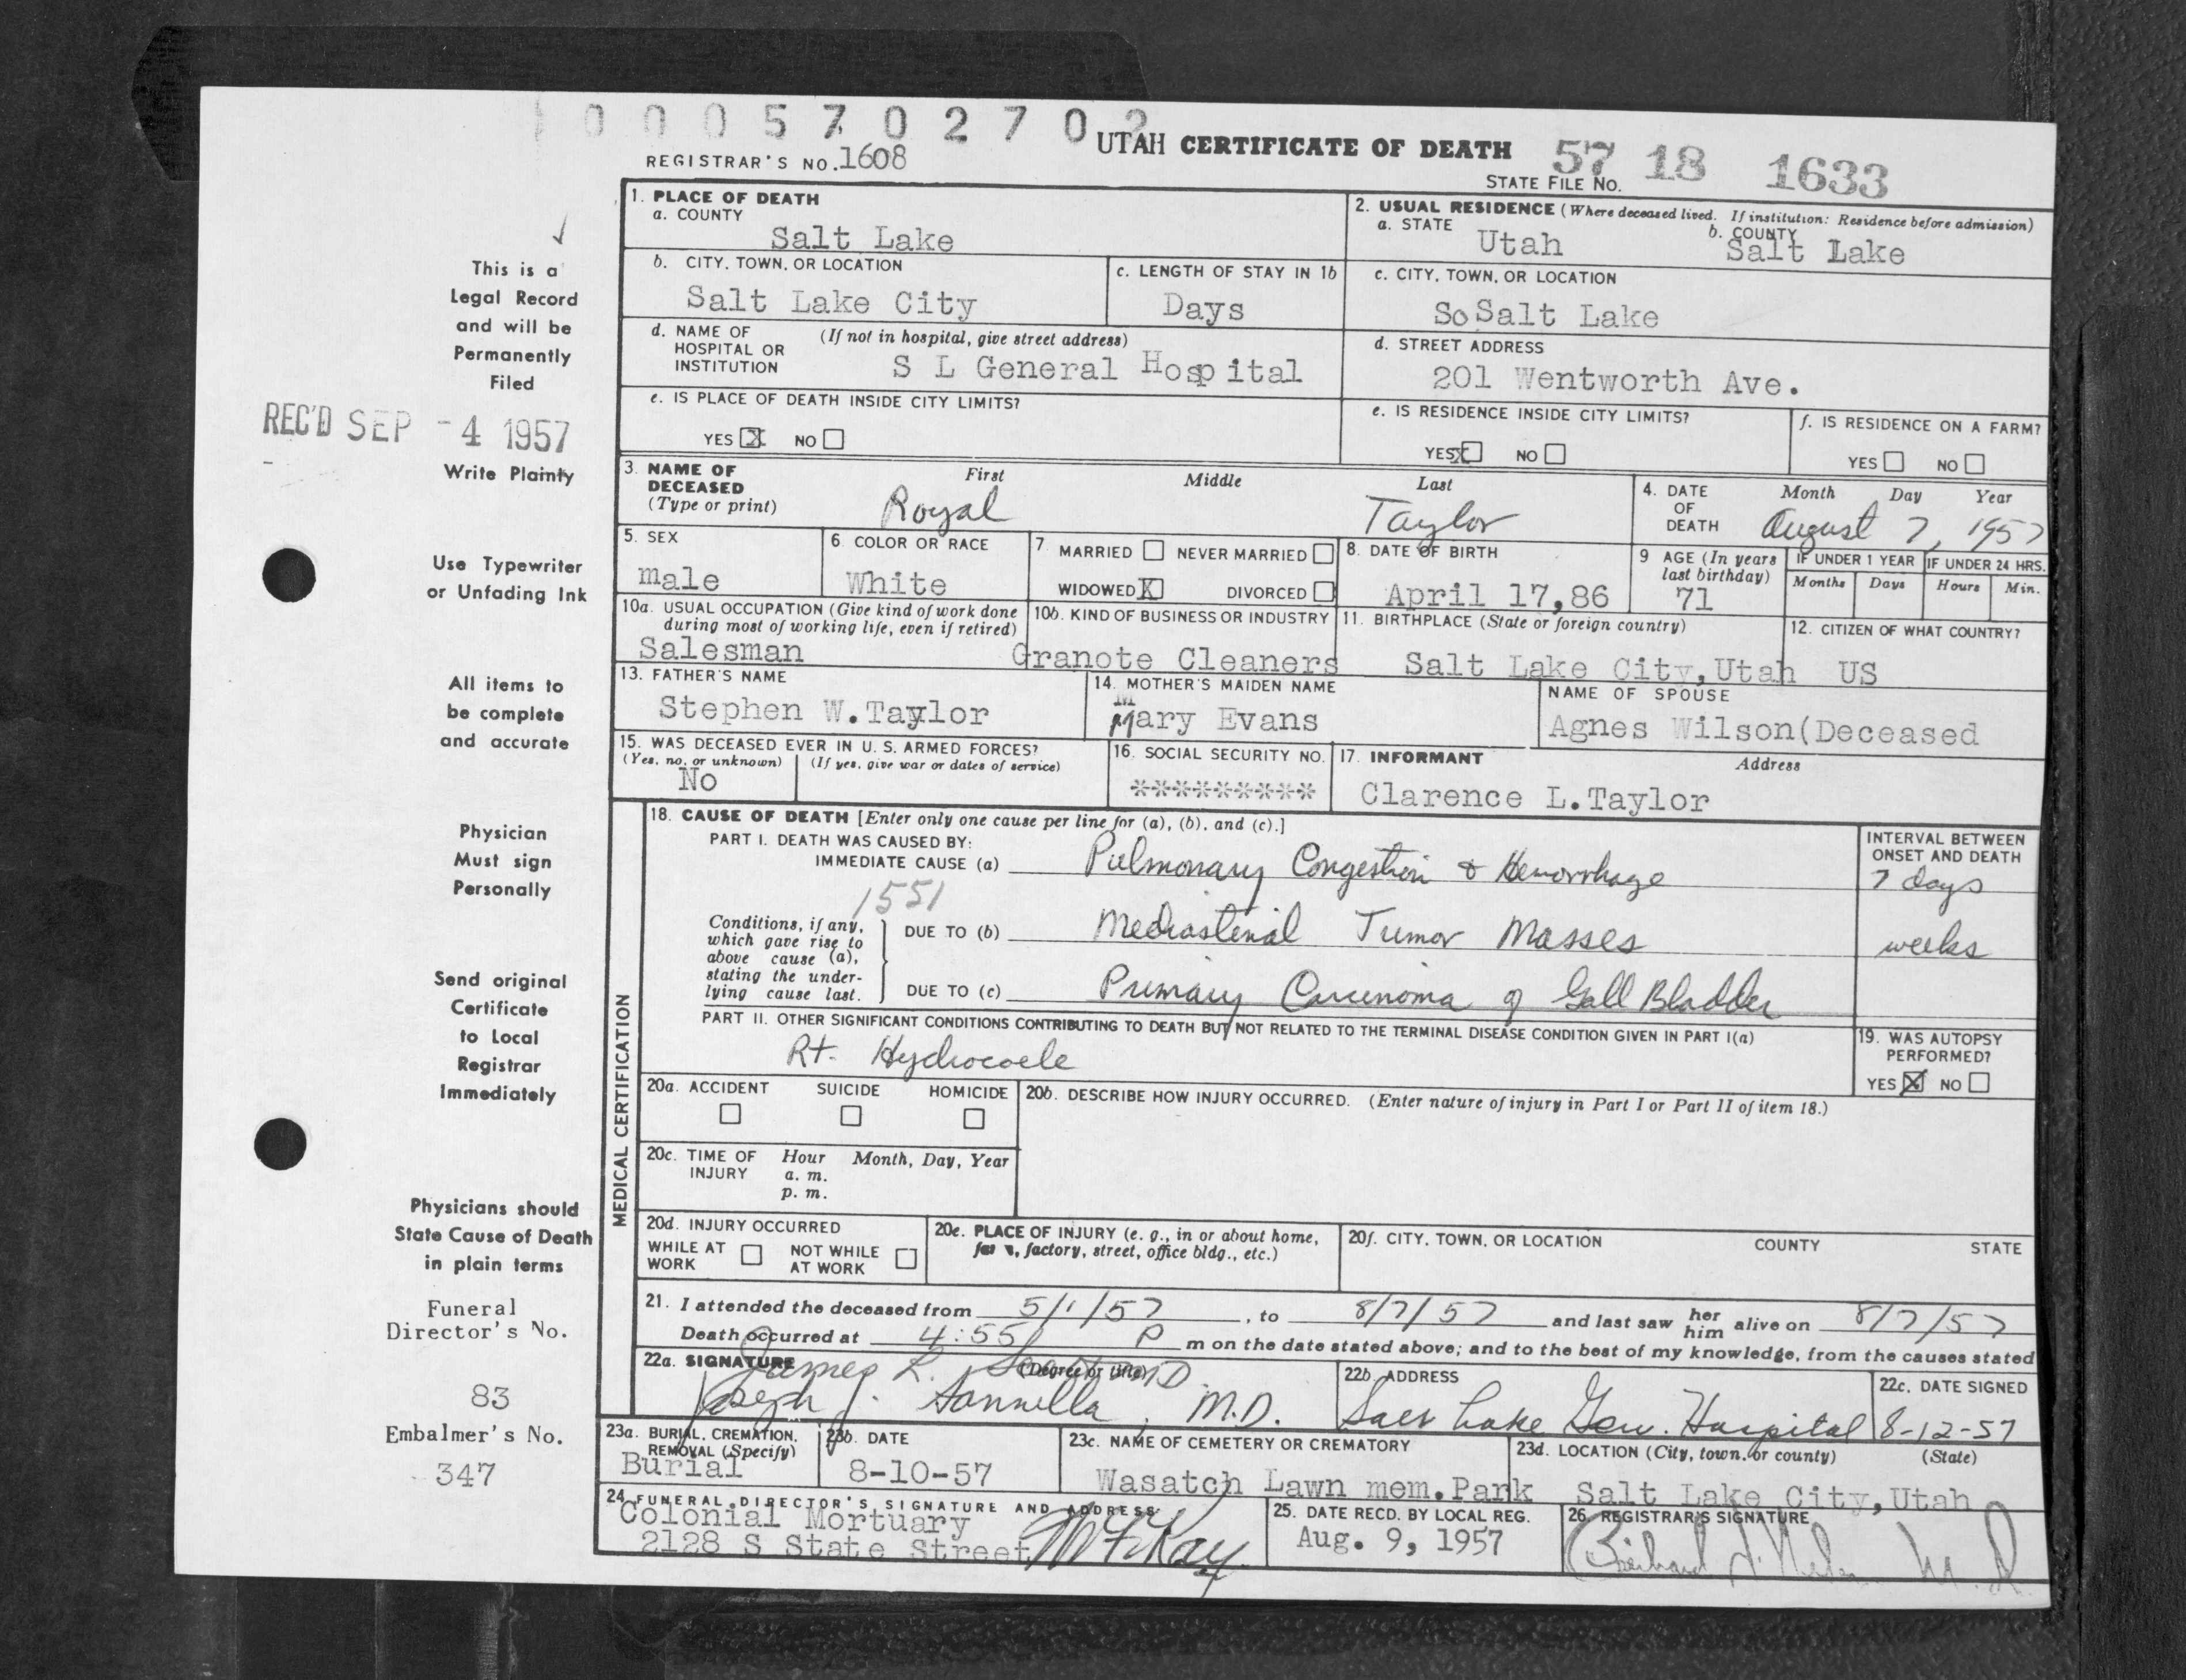 0 0 0 5 7 0 2 7 0 2
REGISTRAR'S NO. 1608
UTAH CERTIFICATE OF DEATH
STATE FILE NO. 57 18 1633
This is a
Legal Record
and will be
Permanently
Filed
REC'D SEP -4 1957
Write Plainly
Use Typewriter
or Unfading Ink
All items to
be complete
and accurate
Physician
Must sign
Personally
Send original
Certificate
to Local
Registrar
Immediately
Physicians should
State Cause of Death
in plain terms
Funeral
Director's No.
83
Embalmer's No.
347
1. PLACE OF DEATH
a. COUNTY
Salt Lake
2. USUAL RESIDENCE (Where deceased lived. If institution: Residence before admission)
a. STATE Utah b. COUNTY Salt Lake
b. CITY, TOWN, OR LOCATION
Salt Lake City
c. LENGTH OF STAY IN 1b
Days
c. CITY, TOWN, OR LOCATION
So Salt Lake
d. NAME OF HOSPITAL OR INSTITUTION (If not in hospital, give street address)
S L General Hospital
d. STREET ADDRESS
201 Wentworth Ave.
e. IS PLACE OF DEATH INSIDE CITY LIMITS?
YES X NO
e. IS RESIDENCE INSIDE CITY LIMITS?
YES X NO
f. IS RESIDENCE ON A FARM?
YES NO
3. NAME OF DECEASED (Type or print)
First Middle Last
Royal Taylor
4. DATE OF DEATH Month Day Year
August 7, 1957
5. SEX
male
6. COLOR OR RACE
White
7. MARRIED NEVER MARRIED
WIDOWED X DIVORCED
8. DATE OF BIRTH
April 17,86
9 AGE (In years last birthday)
71
IF UNDER 1 YEAR IF UNDER 24 HRS.
Months Days Hours Min.
10a. USUAL OCCUPATION (Give kind of work done during most of working life, even if retired)
Salesman
10b. KIND OF BUSINESS OR INDUSTRY
Granote Cleaners
11. BIRTHPLACE (State or foreign country)
Salt Lake City,Utah
12. CITIZEN OF WHAT COUNTRY?
US
13. FATHER'S NAME
Stephen W.Taylor
14. MOTHER'S MAIDEN NAME
Mary Evans
NAME OF SPOUSE
Agnes Wilson(Deceased
15. WAS DECEASED EVER IN U. S. ARMED FORCES?
(Yes, no, or unknown) (If yes, give war or dates of service)
No
16. SOCIAL SECURITY NO.
*********
17. INFORMANT Address
Clarence L.Taylor
MEDICAL CERTIFICATION
18. CAUSE OF DEATH [Enter only one cause per line for (a), (b), and (c).]
PART I. DEATH WAS CAUSED BY:
IMMEDIATE CAUSE (a) Pulmonary Congestion & Hemorrhage
INTERVAL BETWEEN ONSET AND DEATH
7 days
1551
Conditions, if any, which gave rise to above cause (a), stating the underlying cause last.
DUE TO (b) Mediastinal Tumor Masses
weeks
DUE TO (c) Primary Carcinoma of Gall Bladder
PART II. OTHER SIGNIFICANT CONDITIONS CONTRIBUTING TO DEATH BUT NOT RELATED TO THE TERMINAL DISEASE CONDITION GIVEN IN PART I(a)
Rt. Hydrocoele
19. WAS AUTOPSY PERFORMED?
YES X NO
20a. ACCIDENT SUICIDE HOMICIDE
20b. DESCRIBE HOW INJURY OCCURRED. (Enter nature of injury in Part I or Part II of item 18.)
20c. TIME OF INJURY Hour Month, Day, Year
a. m.
p. m.
20d. INJURY OCCURRED
WHILE AT WORK NOT WHILE AT WORK
20e. PLACE OF INJURY (e. g., in or about home, farm, factory, street, office bldg., etc.)
20f. CITY, TOWN, OR LOCATION COUNTY STATE
21. I attended the deceased from 5/1/57, to 8/7/57 and last saw her him alive on 8/7/57
Death occurred at 4:55 P m on the date stated above; and to the best of my knowledge, from the causes stated
22a. SIGNATURE (Degree or title)
James L. M.D.
Joseph J. Sannella, M.D.
22b. ADDRESS
Salt Lake Gen. Hospital
22c. DATE SIGNED
8-12-57
23a. BURIAL, CREMATION, REMOVAL (Specify)
Burial
23b. DATE
8-10-57
23c. NAME OF CEMETERY OR CREMATORY
Wasatch Lawn mem.Park
23d. LOCATION (City, town, or county) (State)
Salt Lake City,Utah
24 FUNERAL DIRECTOR'S SIGNATURE AND ADDRESS
Colonial Mortuary
2128 S State Street
25. DATE RECD. BY LOCAL REG.
Aug. 9, 1957
26. REGISTRAR'S SIGNATURE
M.D.